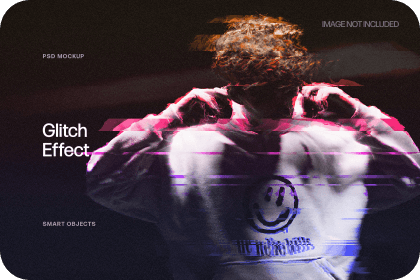 IMAGE NOT INCLUDED
PSD MOCKUP
Glitch
Effect
SMART OBJECTS